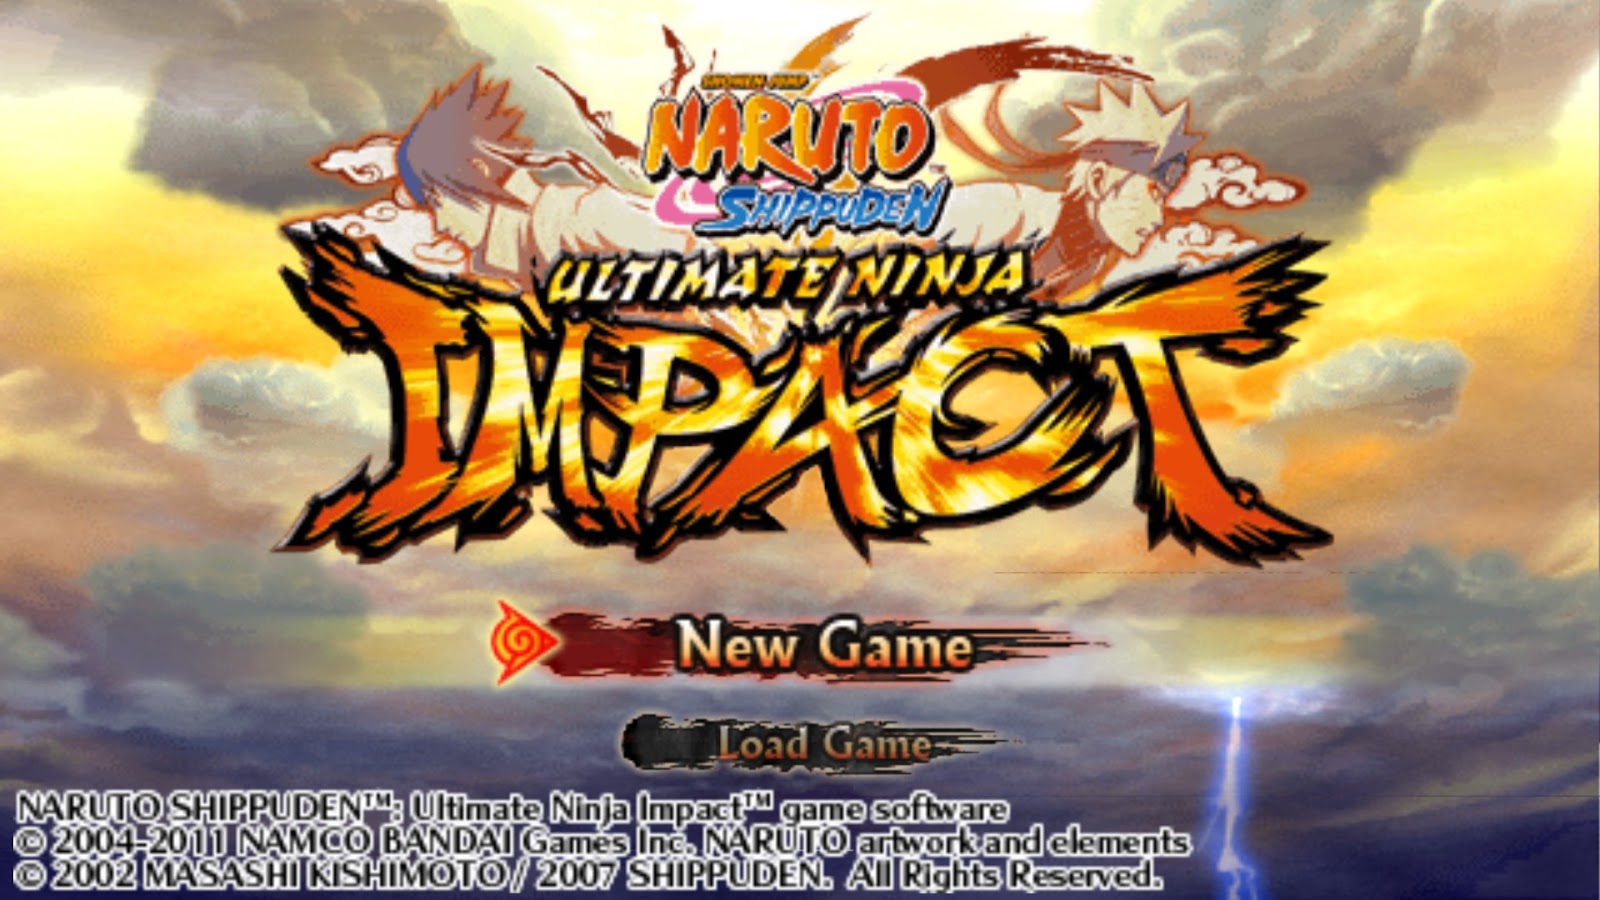 SHONEN JUMP™
NARUTO
SHIPPUDEN
ULTIMATE NINJA
IMPACT
New Game
Load Game
NARUTO SHIPPUDEN™: Ultimate Ninja Impact™ game software
© 2004-2011 NAMCO BANDAI Games Inc. NARUTO artwork and elements
© 2002 MASASHI KISHIMOTO / 2007 SHIPPUDEN. All Rights Reserved.